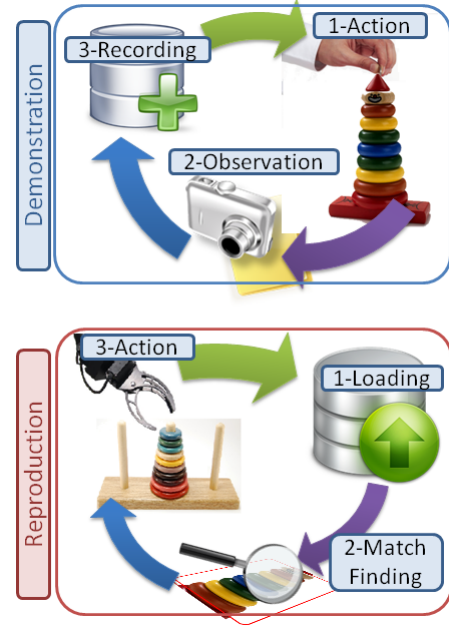 Demonstration
3-Recording
1-Action
2-Observation
Reproduction
3-Action
1-Loading
2-Match
Finding